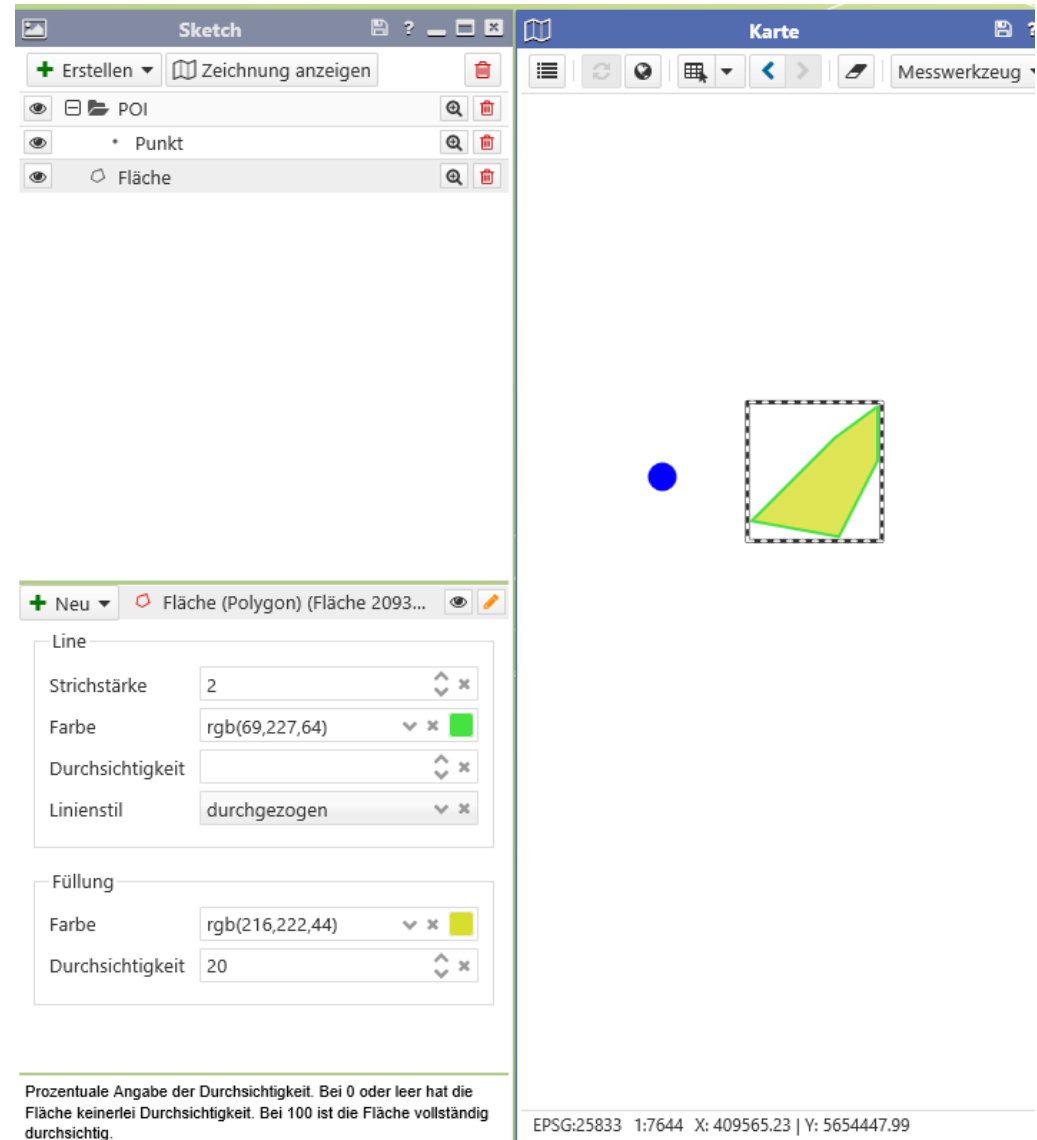 Sketch
?
Erstellen
Zeichnung anzeigen
POI
Punkt
Fläche
Neu
Fläche (Polygon) (Fläche 2093...
Line
Strichstärke
2
Farbe
rgb(69,227,64)
Durchsichtigkeit
Linienstil
durchgezogen
Füllung
Farbe
rgb(216,222,44)
Durchsichtigkeit
20
Prozentuale Angabe der Durchsichtigkeit. Bei 0 oder leer hat die
Fläche keinerlei Durchsichtigkeit. Bei 100 ist die Fläche vollständig
durchsichtig.
Karte
?
Messwerkzeug
EPSG:25833 1:7644 X: 409565.23 | Y: 5654447.99